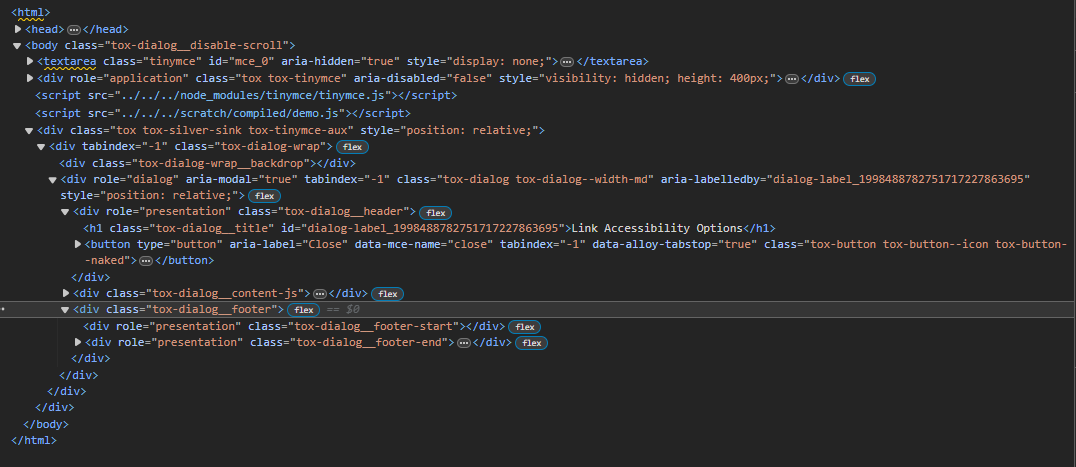 <html>
<head>⋯</head>
<body class="tox-dialog__disable-scroll">
<textarea class="tinymce" id="mce_0" aria-hidden="true" style="display: none;">⋯</textarea>
<div role="application" class="tox tox-tinymce" aria-disabled="false" style="visibility: hidden; height: 400px;">⋯</div> flex
<script src="../../../node_modules/tinymce/tinymce.js"></script>
<script src="../../../scratch/compiled/demo.js"></script>
<div class="tox tox-silver-sink tox-tinymce-aux" style="position: relative;">
<div tabindex="-1" class="tox-dialog-wrap"> flex
<div class="tox-dialog-wrap__backdrop"></div>
<div role="dialog" aria-modal="true" tabindex="-1" class="tox-dialog tox-dialog--width-md" aria-labelledby="dialog-label_1998488782751717227863695"
style="position: relative;"> flex
<div role="presentation" class="tox-dialog__header"> flex
<h1 class="tox-dialog__title" id="dialog-label_1998488782751717227863695">Link Accessibility Options</h1>
<button type="button" aria-label="Close" data-mce-name="close" tabindex="-1" data-alloy-tabstop="true" class="tox-button tox-button--icon tox-button-
-naked">⋯</button>
</div>
<div class="tox-dialog__content-js">⋯</div> flex
<div class="tox-dialog__footer"> flex == $0
<div role="presentation" class="tox-dialog__footer-start"></div> flex
<div role="presentation" class="tox-dialog__footer-end">⋯</div> flex
</div>
</div>
</div>
</div>
</body>
</html>